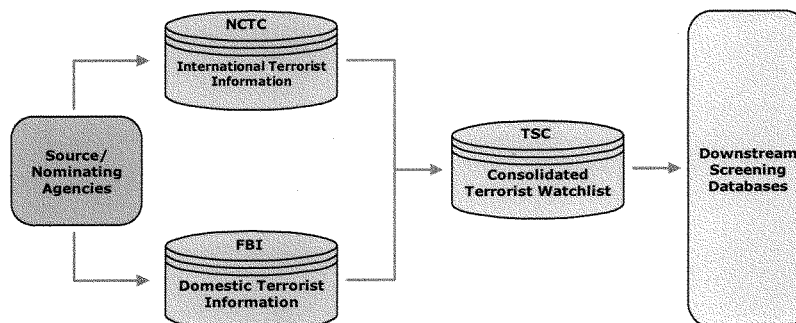 NCTC
International Terrorist
Information
Source/
Nominating
Agencies
TSC
Consolidated
Terrorist Watchlist
Downstream
Screening
Databases
FBI
Domestic Terrorist
Information